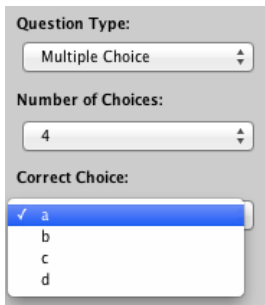 Question Type:
Multiple Choice
Number of Choices:
4
Correct Choice:
✓ a
b
c
d